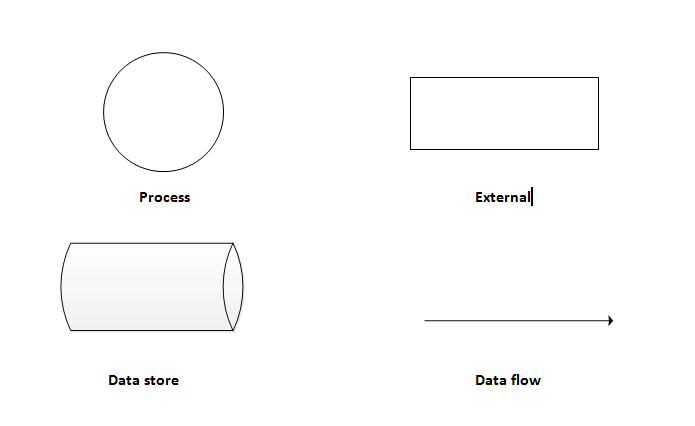 Process
External
Data store
Data flow